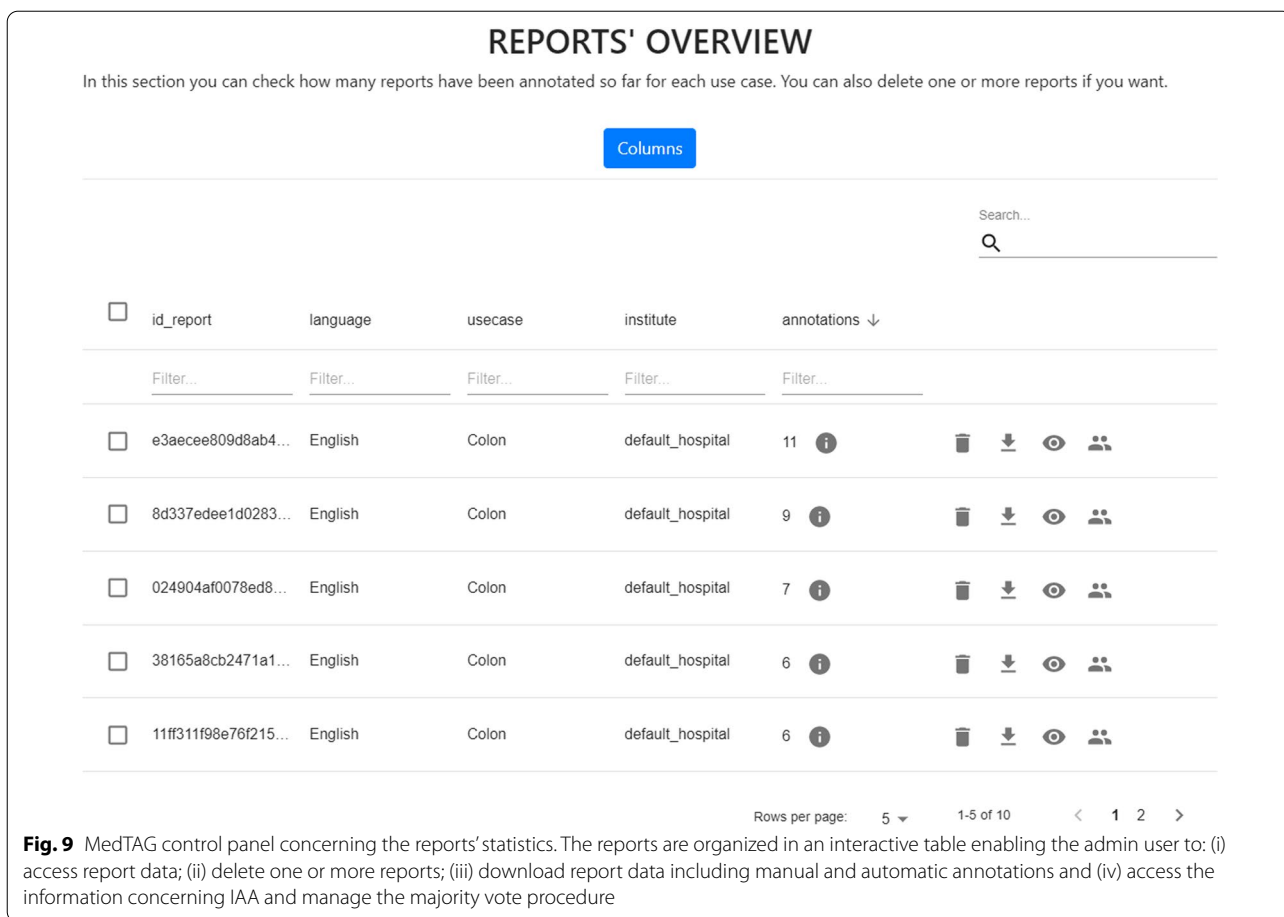 REPORTS' OVERVIEW
In this section you can check how many reports have been annotated so far for each use case. You can also delete one or more reports if you want.
Columns
Search...
id_report language usecase institute annotations
Filter... Filter... Filter... Filter... Filter...
e3aecee809d8ab4... English Colon default_hospital 11
8d337edee1d0283... English Colon default_hospital 9
024904af0078ed8... English Colon default_hospital 7
38165a8cb2471a1... English Colon default_hospital 6
11ff311f98e76f215... English Colon default_hospital 6
Rows per page: 5 1-5 of 10 1 2
Fig. 9 MedTAG control panel concerning the reports' statistics. The reports are organized in an interactive table enabling the admin user to: (i)
access report data; (ii) delete one or more reports; (iii) download report data including manual and automatic annotations and (iv) access the
information concerning IAA and manage the majority vote procedure